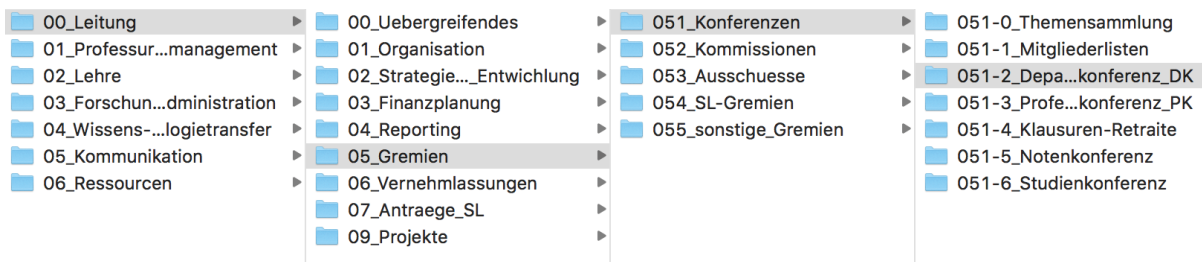 00_Leitung
01_Professur...management
02_Lehre
03_Forschun...dministration
04_Wissens-...logietransfer
05_Kommunikation
06_Ressourcen
00_Uebergreifendes
01_Organisation
02_Strategie..._Entwichlung
03_Finanzplanung
04_Reporting
05_Gremien
06_Vernehmlassungen
07_Antraege_SL
09_Projekte
051_Konferenzen
052_Kommissionen
053_Ausschuesse
054_SL-Gremien
055_sonstige_Gremien
051-0_Themensammlung
051-1_Mitgliederlisten
051-2_Depa...konferenz_DK
051-3_Profe...konferenz_PK
051-4_Klausuren-Retraite
051-5_Notenkonferenz
051-6_Studienkonferenz